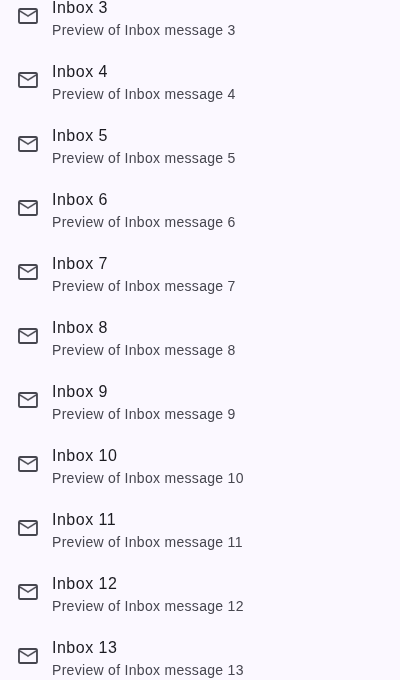 Inbox 3
Preview of Inbox message 3
Inbox 4
Preview of Inbox message 4
Inbox 5
Preview of Inbox message 5
Inbox 6
Preview of Inbox message 6
Inbox 7
Preview of Inbox message 7
Inbox 8
Preview of Inbox message 8
Inbox 9
Preview of Inbox message 9
Inbox 10
Preview of Inbox message 10
Inbox 11
Preview of Inbox message 11
Inbox 12
Preview of Inbox message 12
Inbox 13
Preview of Inbox message 13